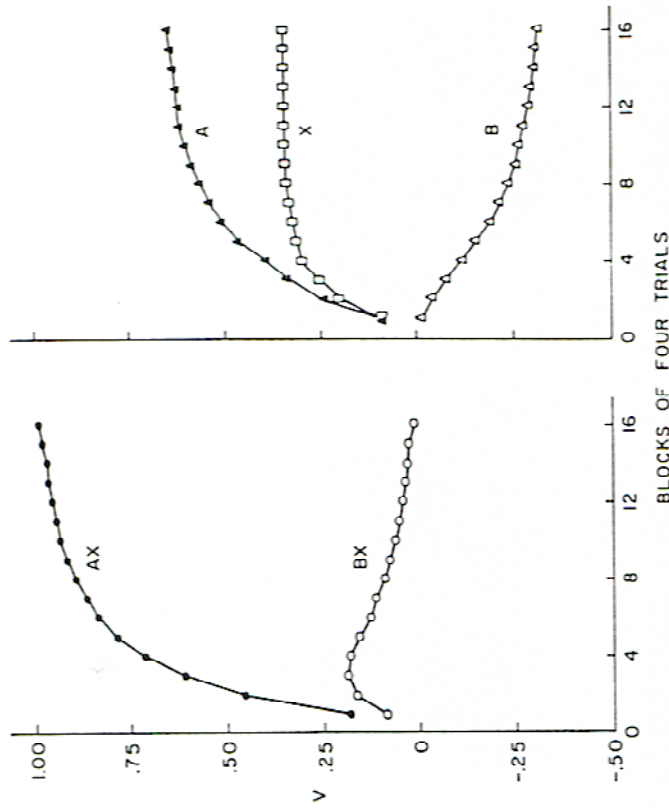 1.00
.75
.50
.25
0
-.25
-.50
V
AX
BX
0 4 8 12 16
A
X
B
0 4 8 12 16
BLOCKS OF FOUR TRIALS